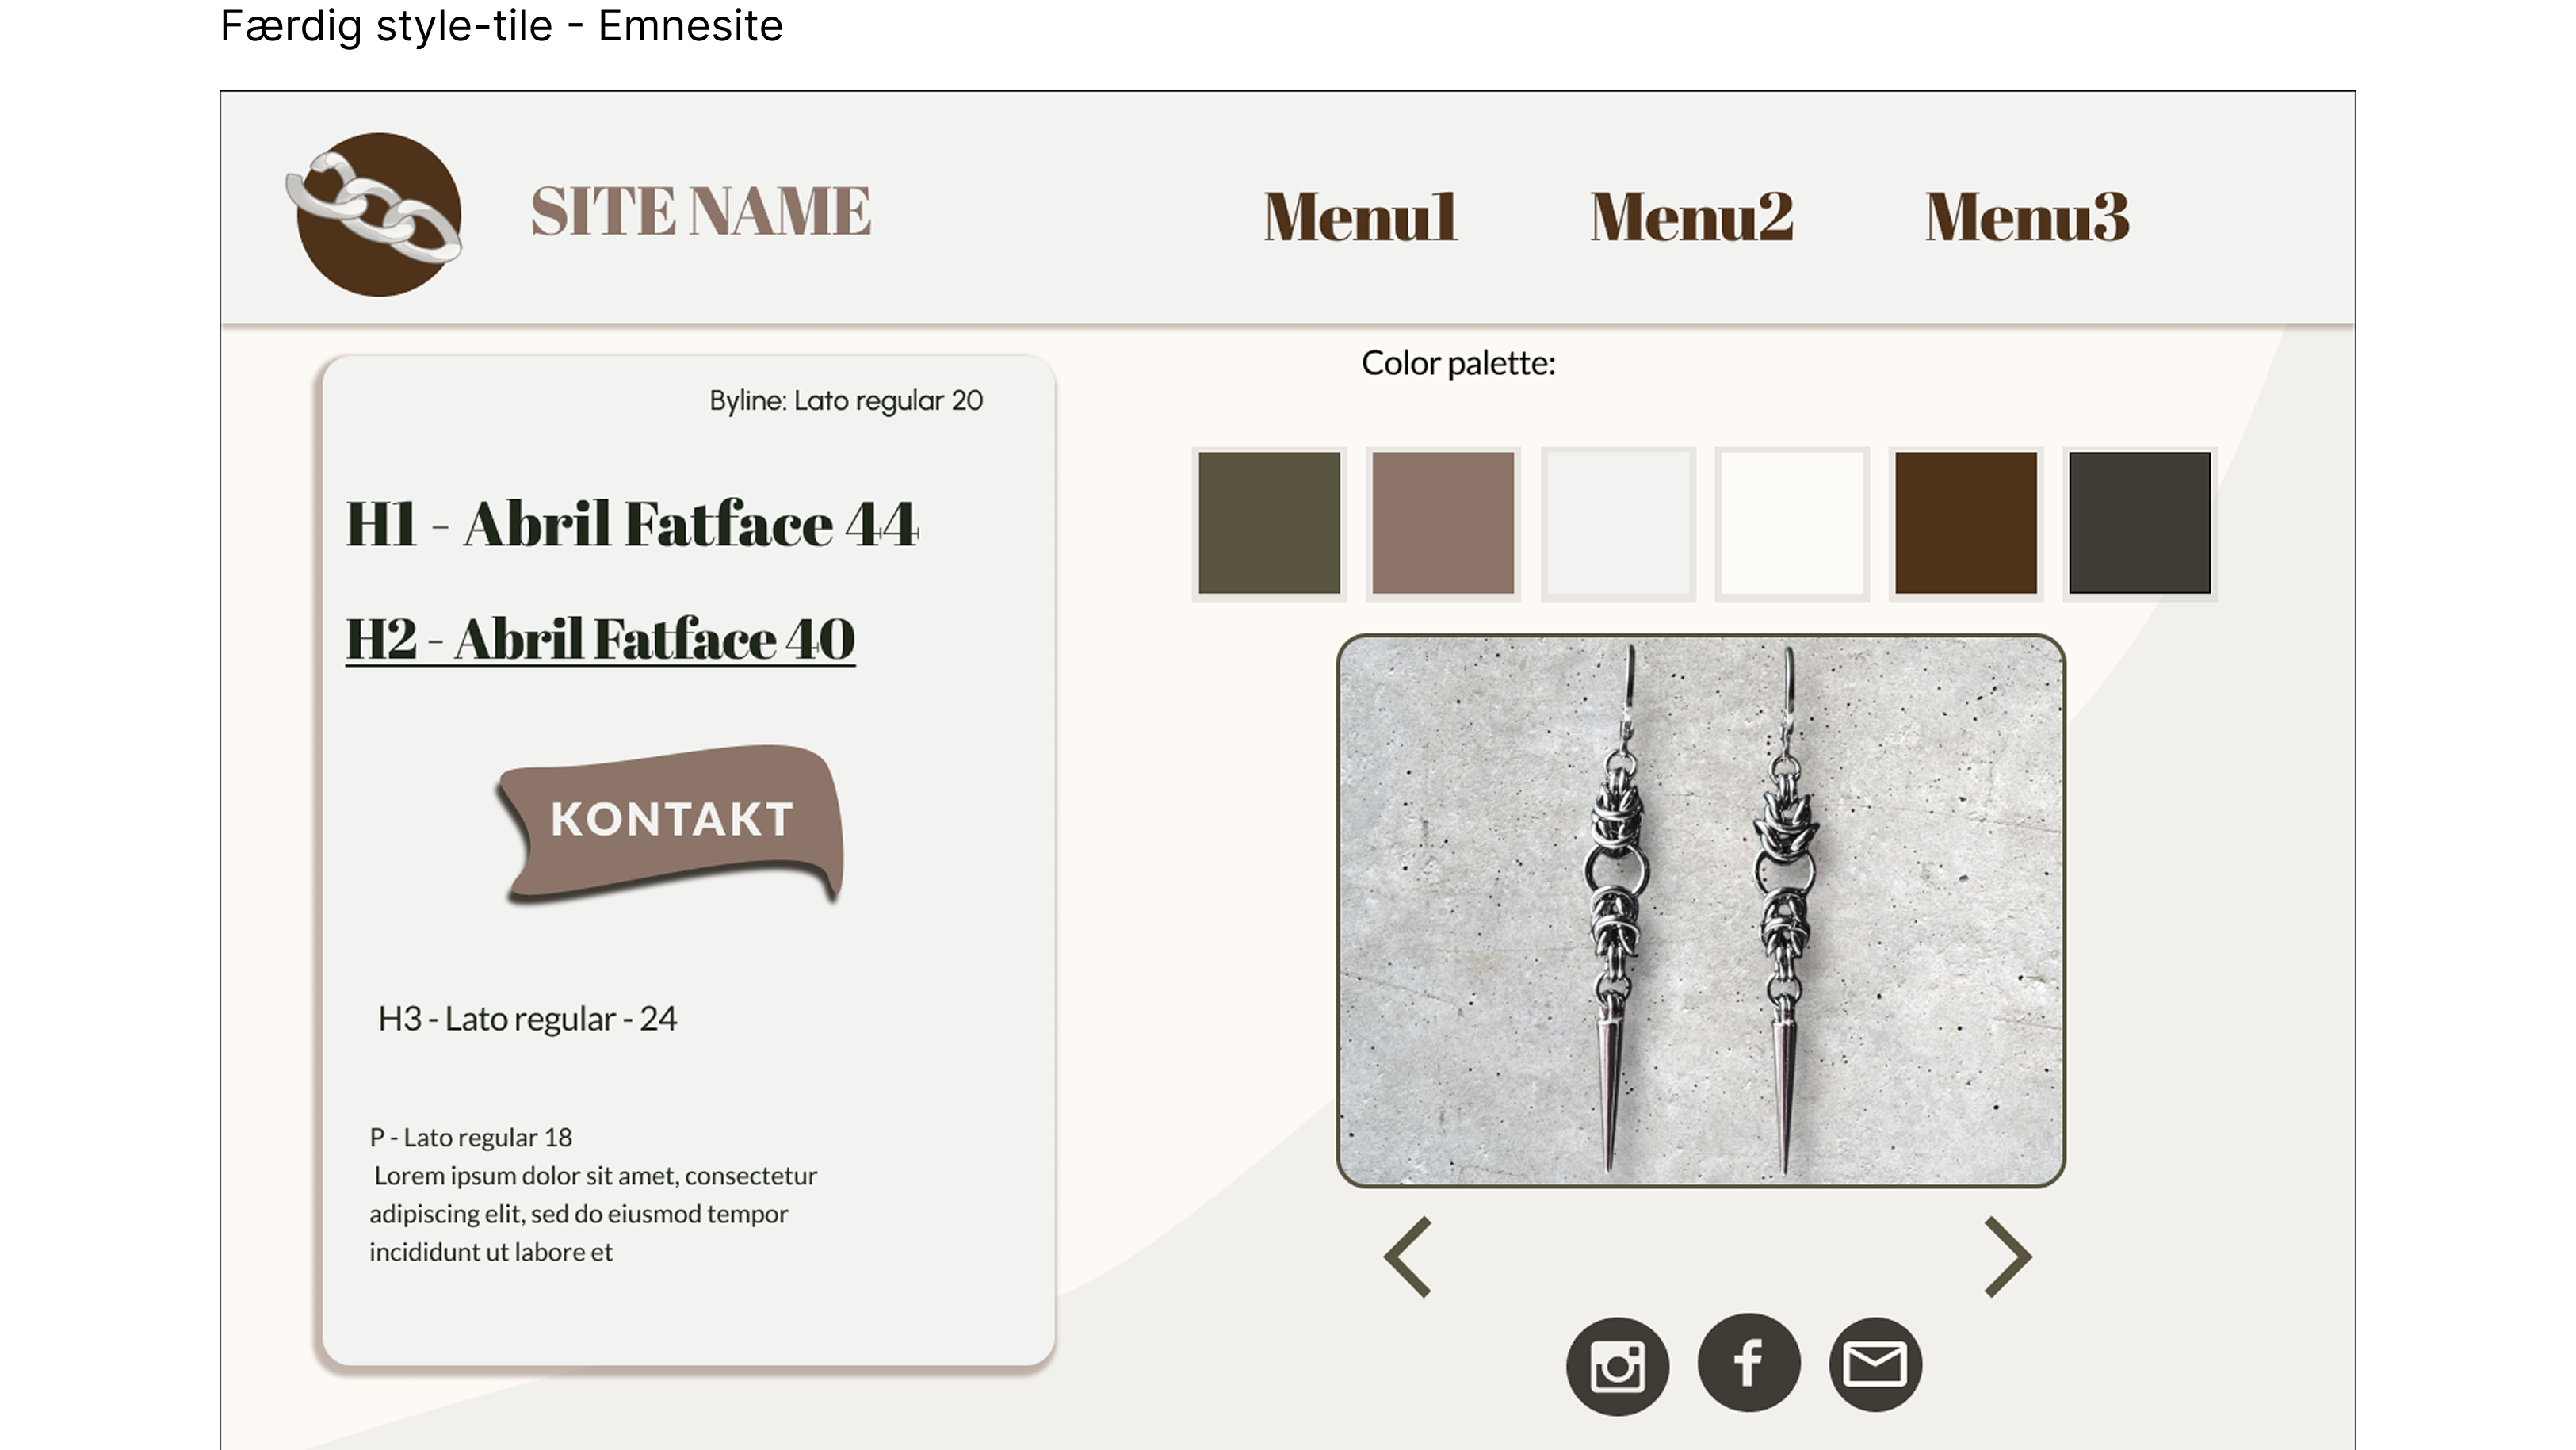 Færdig style-tile - Emnesite
SITE NAME
Menu1 Menu2 Menu3
Byline: Lato regular 20
H1 - Abril Fatface 44
H2 - Abril Fatface 40
KONTAKT
H3 - Lato regular - 24
P - Lato regular 18
Lorem ipsum dolor sit amet, consectetur
adipiscing elit, sed do eiusmod tempor
incididunt ut labore et
Color palette: